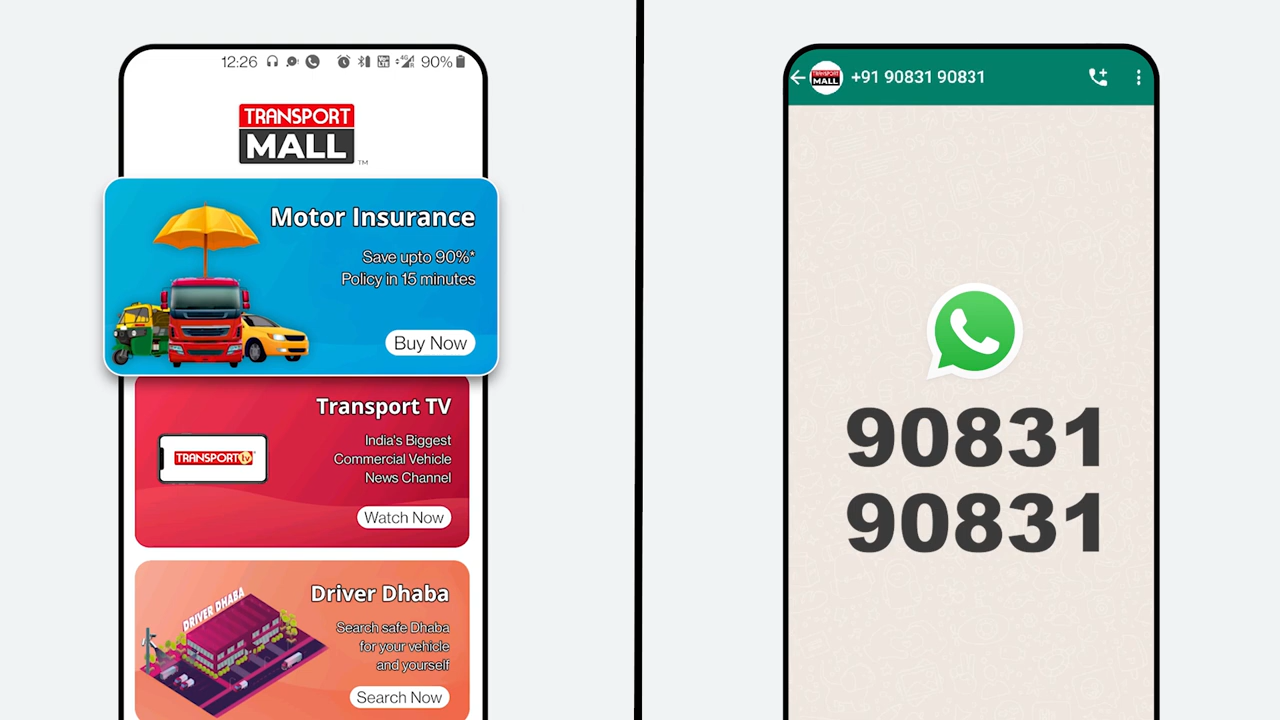 12:26
90%
TRANSPORT
MALL
TM
Motor Insurance
Save upto 90%*
Policy in 15 minutes
Buy Now
Transport TV
TRANSPORT tv
India's Biggest
Commercial Vehicle
News Channel
Watch Now
Driver Dhaba
DRIVER DHABA
Search safe Dhaba
for your vehicle
and yourself
Search Now
TRANSPORT
MALL
+91 90831 90831
90831
90831